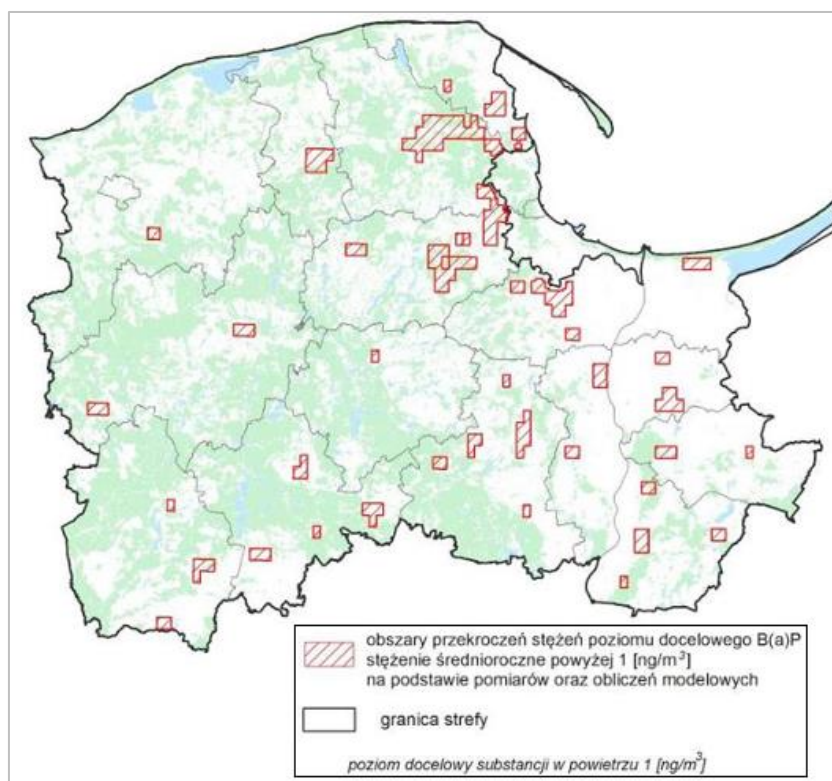 obszary przekroczeń stężeń poziomu docelowego B(a)P
stężenie średnioroczne powyżej 1 [ng/m³]
na podstawie pomiarów oraz obliczeń modelowych
granica strefy
poziom docelowy substancji w powietrzu 1 [ng/m³]